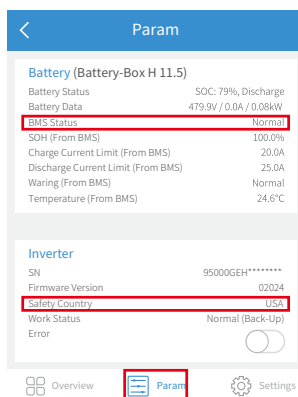 Param
Battery (Battery-Box H 11.5)
Battery Status SOC: 79%, Discharge
Battery Data 479.9V / 0.0A / 0.08kW
BMS Status Normal
SOH (From BMS) 100.0%
Charge Current Limit (From BMS) 20.0A
Discharge Current Limit (From BMS) 25.0A
Waring (From BMS) Normal
Temperature (From BMS) 24.6°C
Inverter
SN 95000GEH********
Firmware Version 02024
Safety Country USA
Work Status Normal (Back-Up)
Error
Overview Param Settings